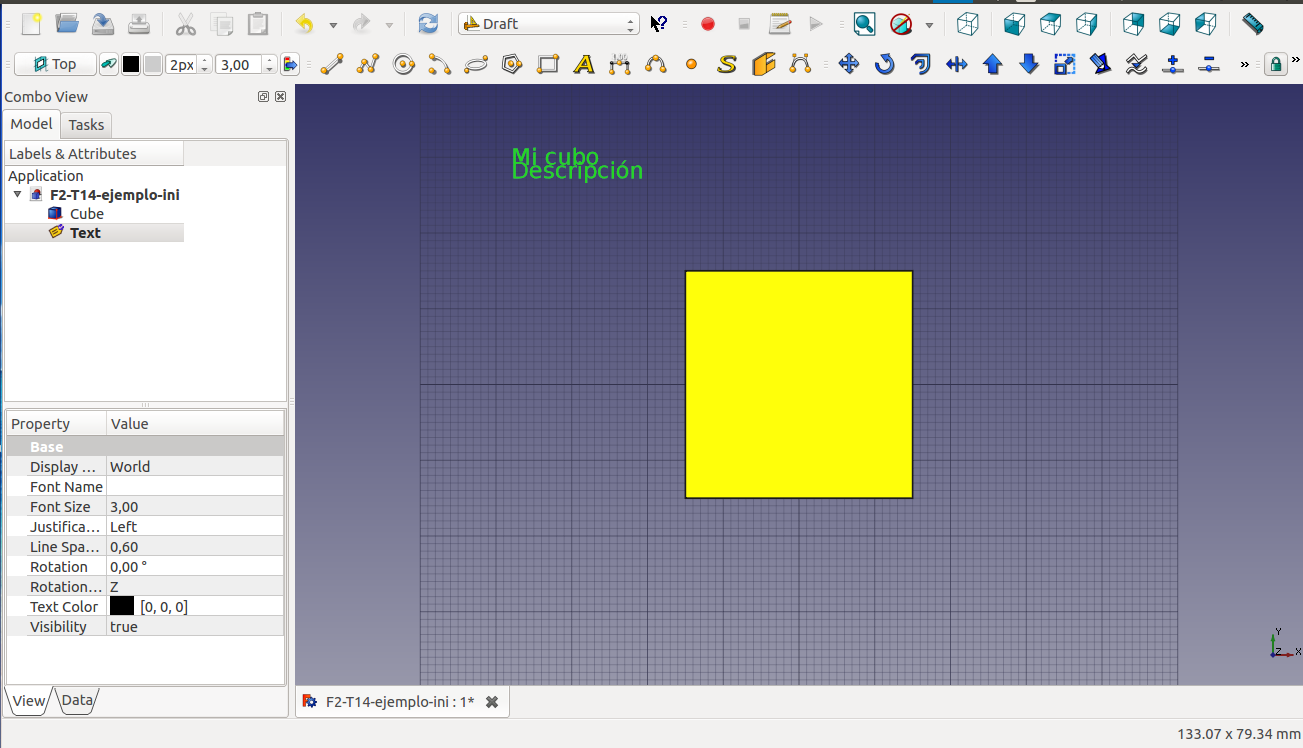 Draft
Top
2px
3,00
»
»
Combo View
Model
Tasks
Labels & Attributes
Application
F2-T14-ejemplo-ini
Cube
Text
Property Value
Base
Display ... World
Font Name
Font Size 3,00
Justifica... Left
Line Spa... 0,60
Rotation 0,00 °
Rotation... Z
Text Color [0, 0, 0]
Visibility true
View
Data
Mi cubo
Descripción
Y
Z
X
F2-T14-ejemplo-ini : 1*
133.07 x 79.34 mm